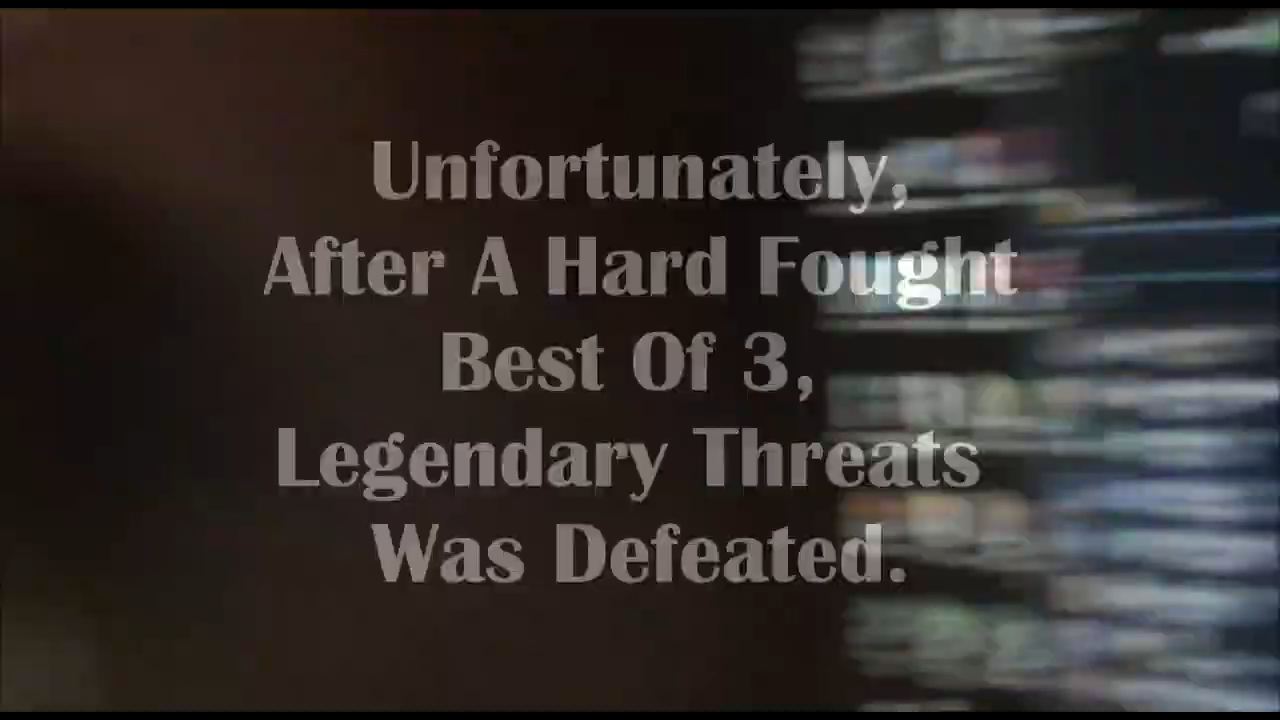 Unfortunately,
After A Hard Fought
Best Of 3,
Legendary Threats
Was Defeated.